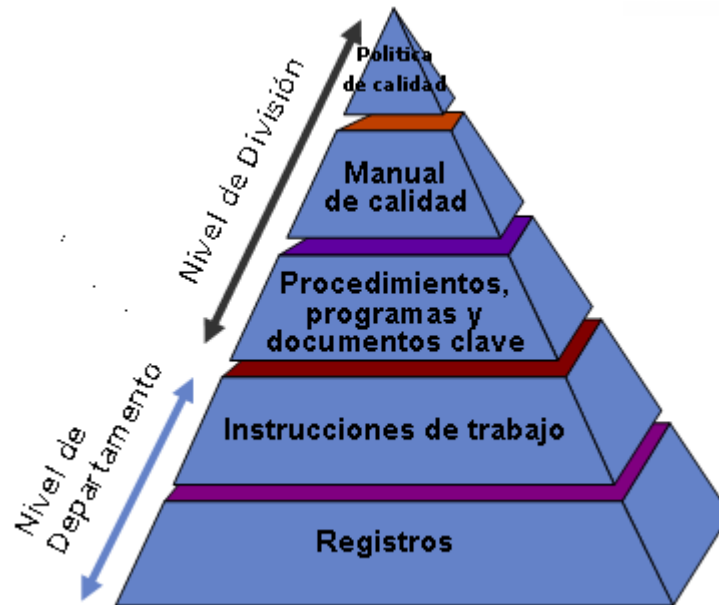 Politica
de calidad
Manual
de calidad
Procedimientos,
programas y
documentos clave
Instrucciones de trabajo
Registros
Nivel de División
Nivel de
Departamento